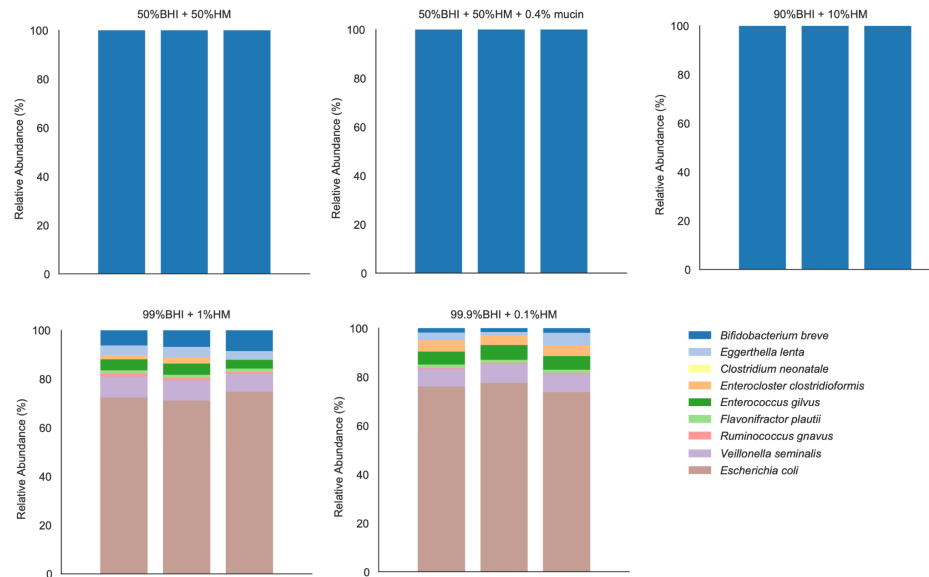 50%BHI + 50%HM
100
80
60
40
20
0
Relative Abundance (%)
50%BHI + 50%HM + 0.4% mucin
100
80
60
40
20
0
Relative Abundance (%)
90%BHI + 10%HM
100
80
60
40
20
0
Relative Abundance (%)
99%BHI + 1%HM
100
80
60
40
20
0
Relative Abundance (%)
99.9%BHI + 0.1%HM
100
80
60
40
20
0
Relative Abundance (%)
Bifidobacterium breve
Eggerthella lenta
Clostridium neonatale
Enterocloster clostridioformis
Enterococcus gilvus
Flavonifractor plautii
Ruminococcus gnavus
Veillonella seminalis
Escherichia coli